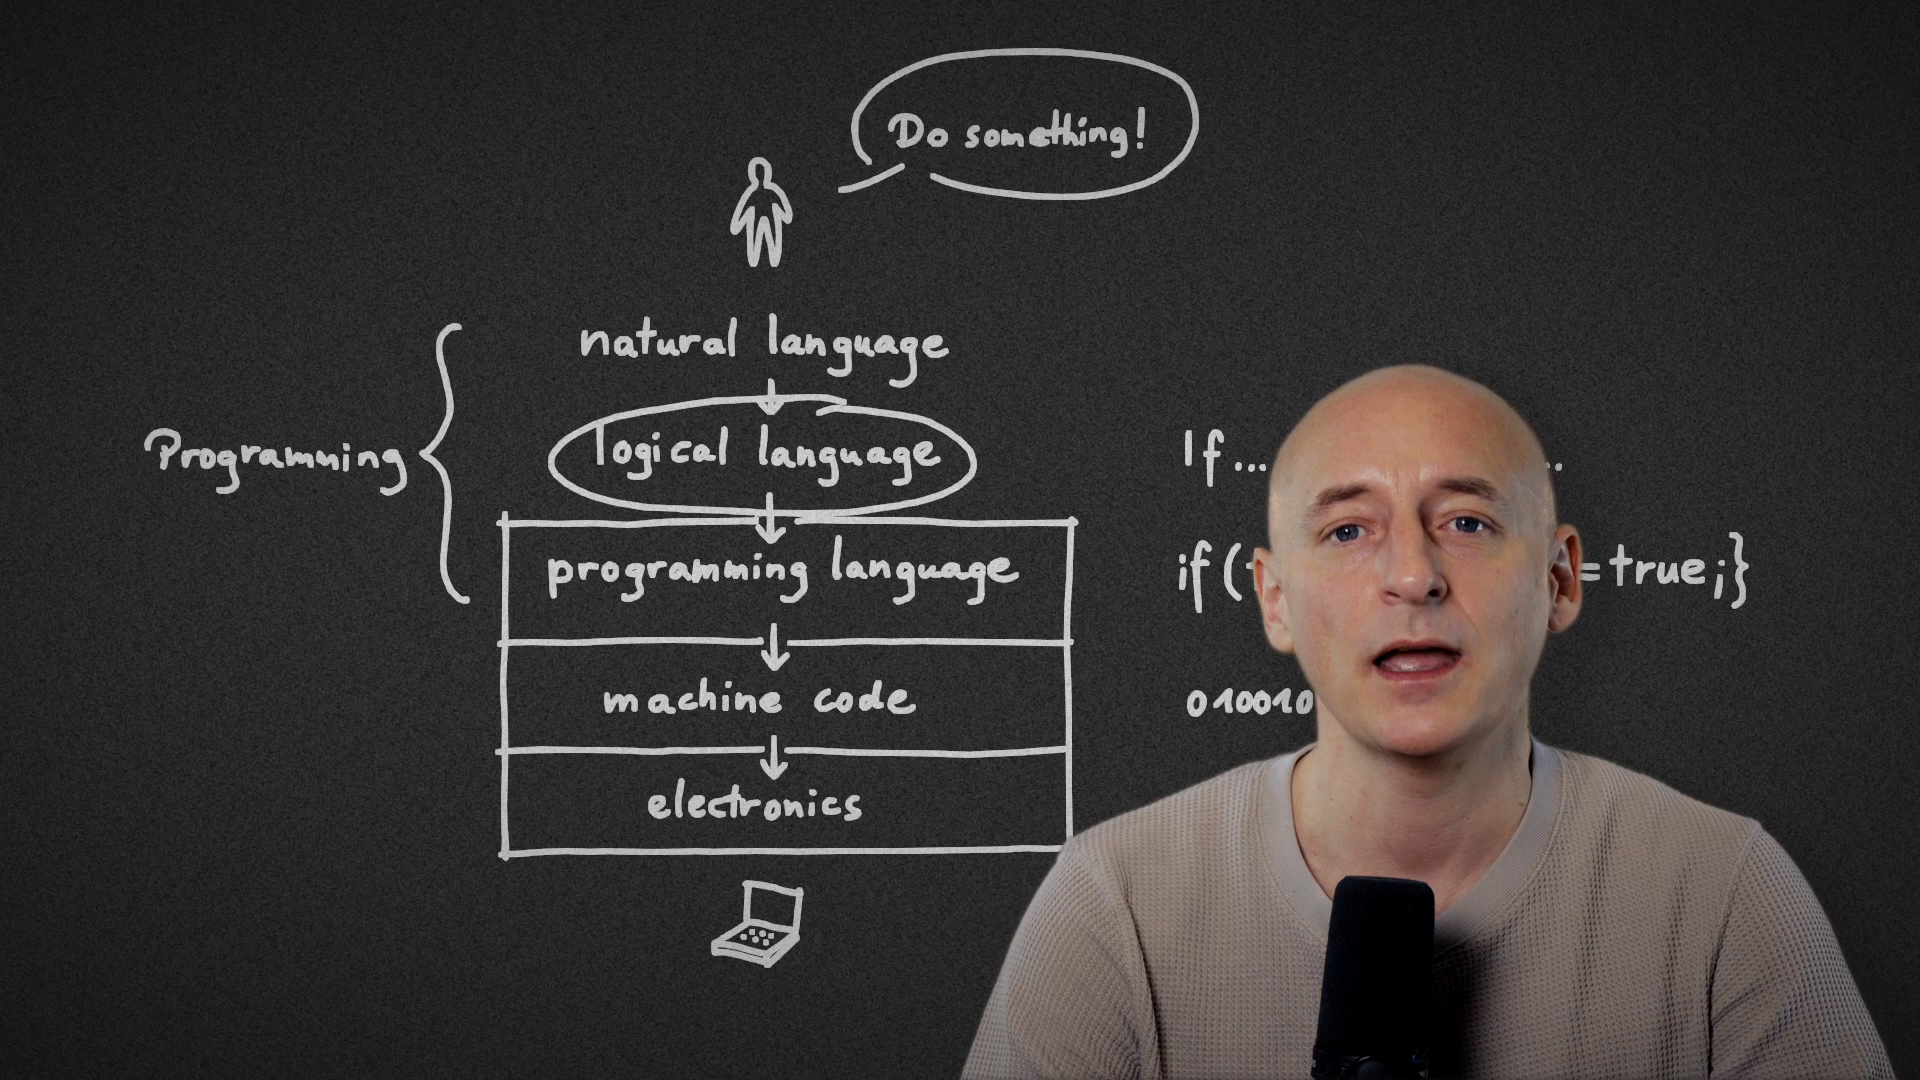 Do something!
natural language
Programming
logical language
If...
..
programming language
if(
=true;}
machine code
010010
electronics